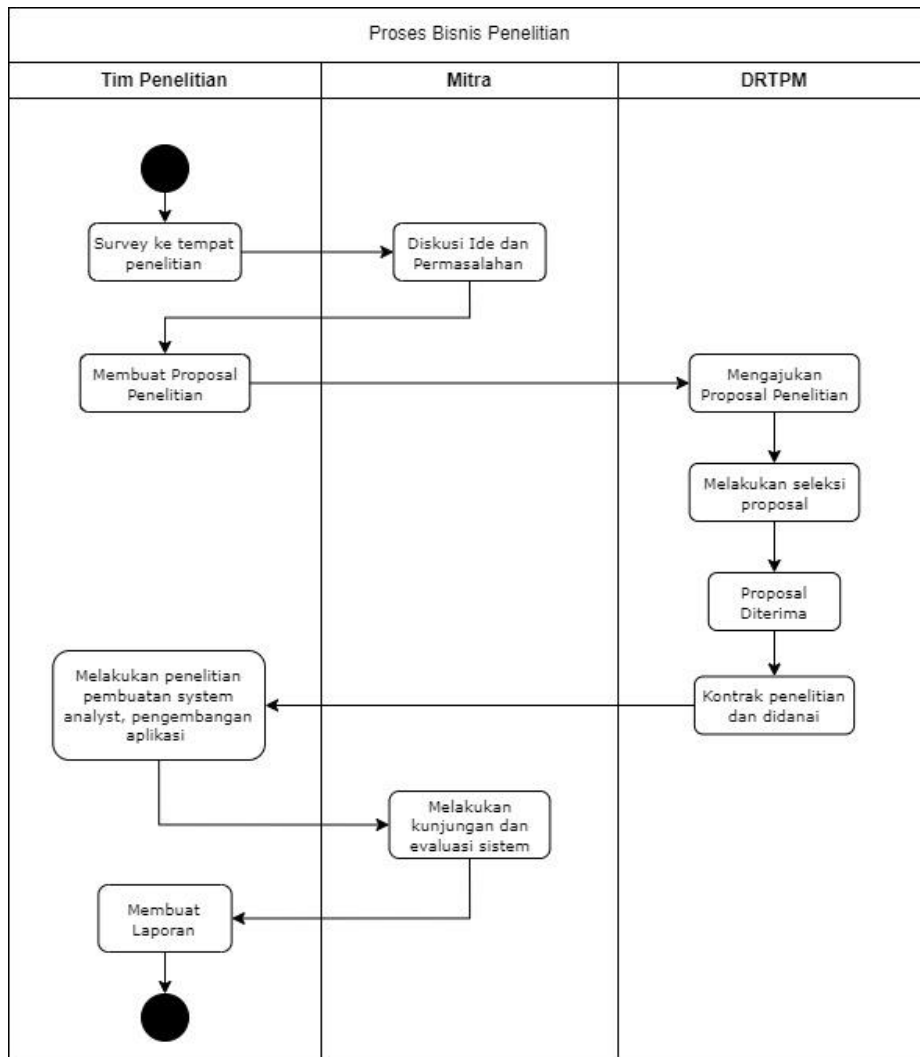 Proses Bisnis Penelitian
Tim Penelitian
Mitra
DRTPM
Survey ke tempat
penelitian
Diskusi Ide dan
Permasalahan
Membuat Proposal
Penelitian
Mengajukan
Proposal Penelitian
Melakukan seleksi
proposal
Proposal
Diterima
Kontrak penelitian
dan didanai
Melakukan penelitian
pembuatan system
analyst, pengembangan
aplikasi
Melakukan
kunjungan dan
evaluasi sistem
Membuat
Laporan